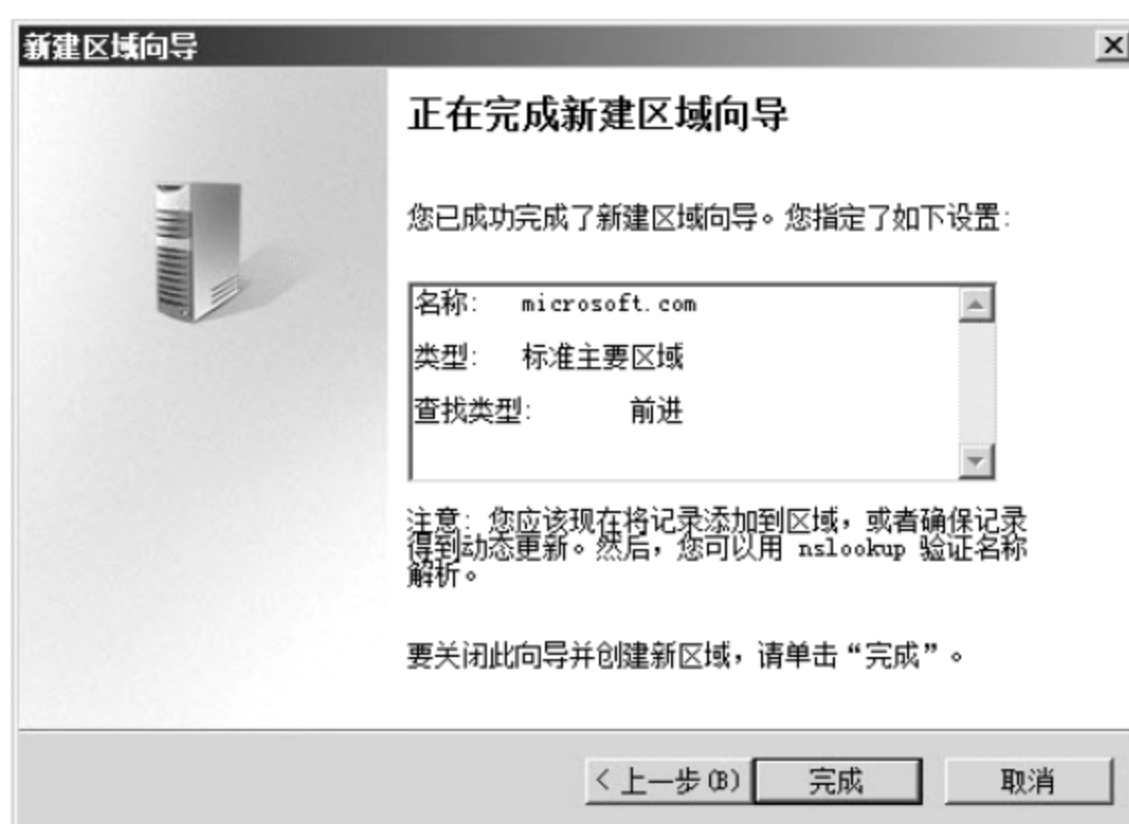 新建区域向导
正在完成新建区域向导
您已成功完成了新建区域向导。您指定了如下设置:
名称: microsoft.com
类型: 标准主要区域
查找类型: 前进
注意: 您应该现在将记录添加到区域，或者确保记录
得到动态更新。然后，您可以用 nslookup 验证名称
解析。
要关闭此向导并创建新区域，请单击“完成”。
< 上一步(B) 完成 取消